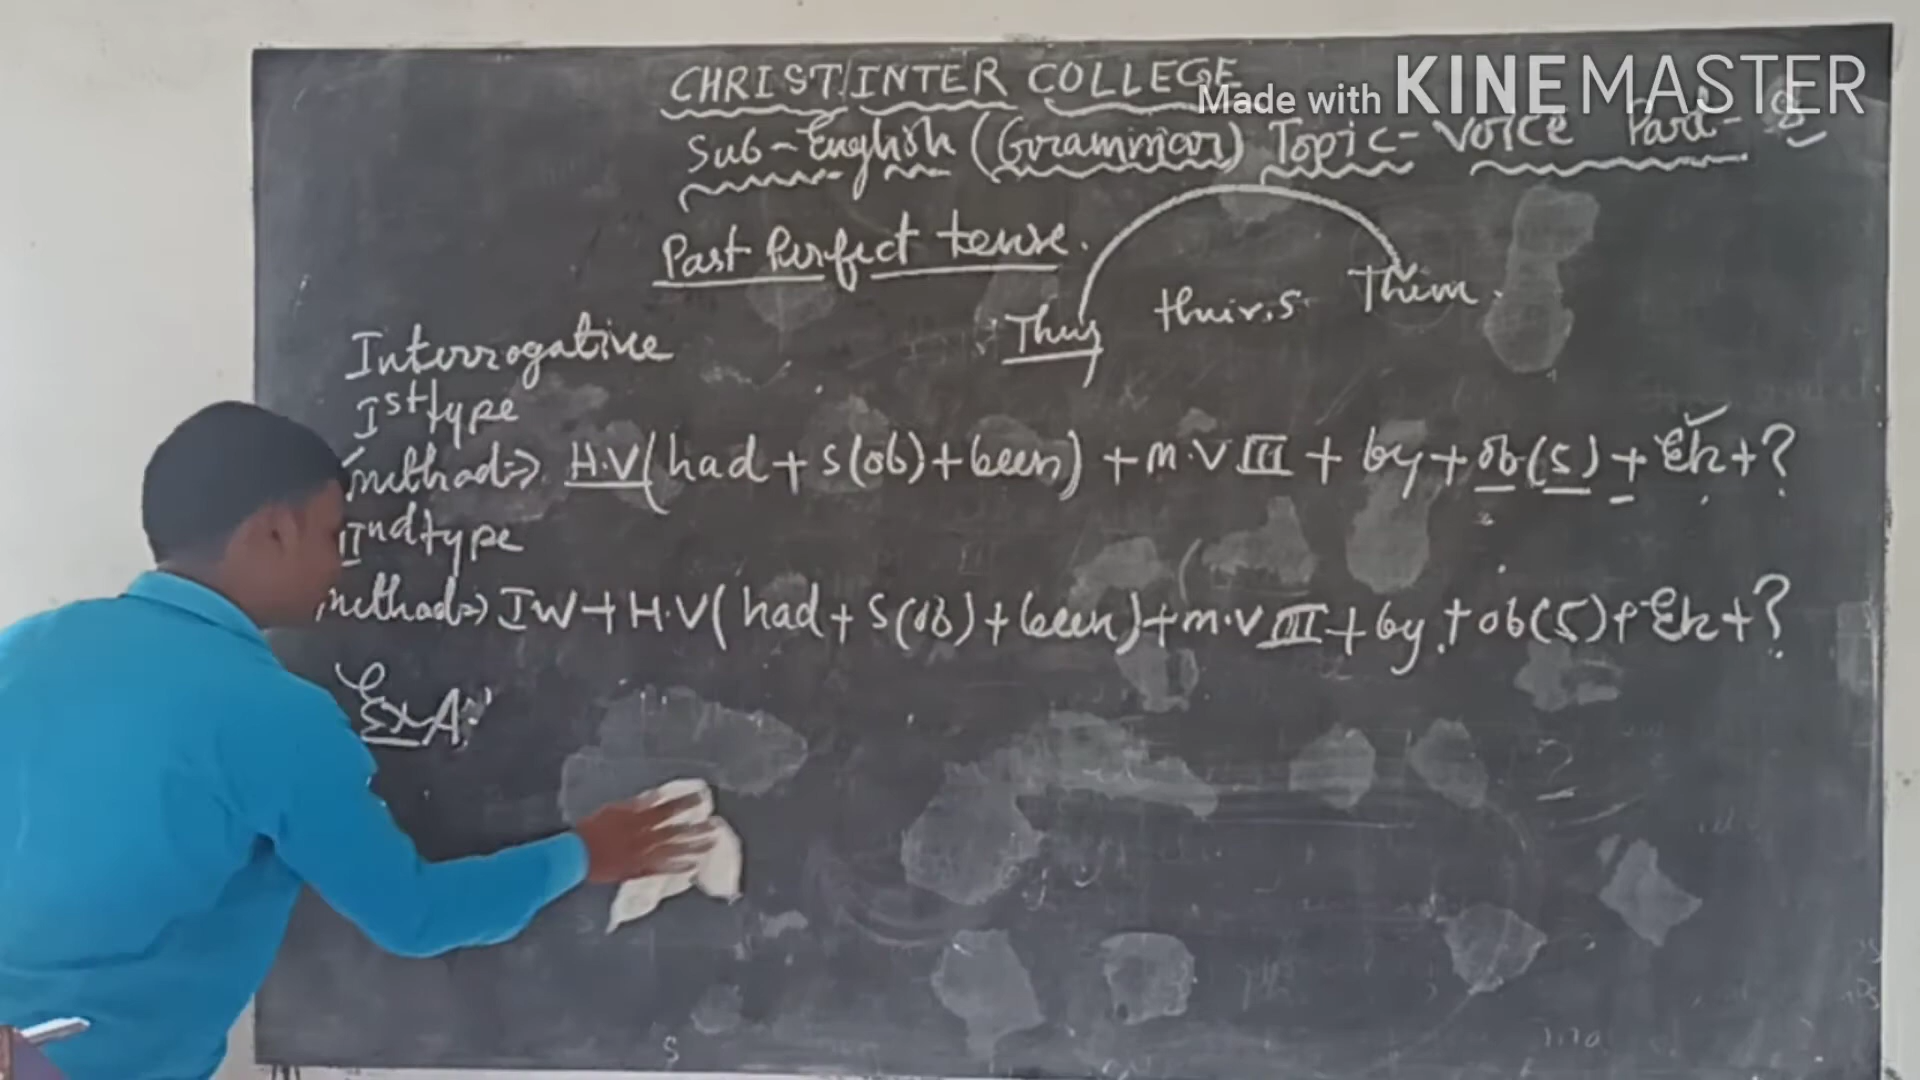 CHRIST INTER COLLEGE
Made with KINEMASTER
Sub-English (Grammar) Topic- Voice Part- 8
Past Perfect tense.
They their,s Them.
Interrogative
Ist type
method=> H.V(had + S(ob) + been) + m.v III + by + ob(s) + Ek + ?
IInd type
method=> IW + H.V(had + S(ob) + been) + m.v III + by + ob(s) + Ek + ?
Ex A: